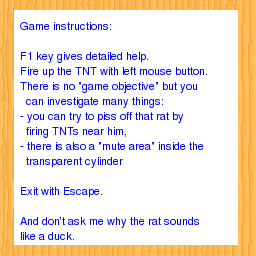 Game instructions:
F1 key gives detailed help.
Fire up the TNT with left mouse button.
There is no "game objective" but you
can investigate many things:
- you can try to piss off that rat by
firing TNTs near him,
- there is also a "mute area" inside the
transparent cylinder
Exit with Escape.
And don't ask me why the rat sounds
like a duck.